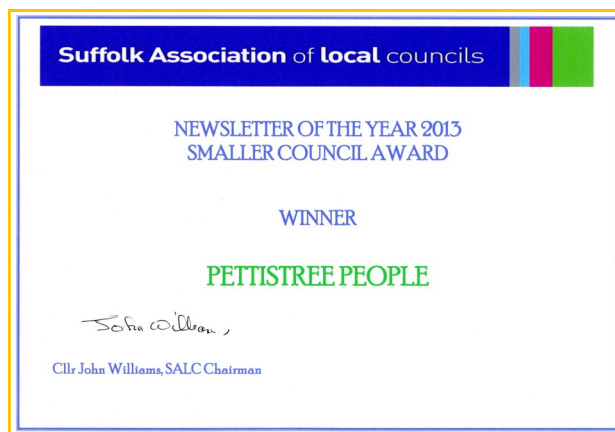 Suffolk Association of local councils
NEWSLETTER OF THE YEAR 2013
SMALLER COUNCIL AWARD
WINNER
PETTISTREE PEOPLE
John Williams,
Cllr John Williams, SALC Chairman